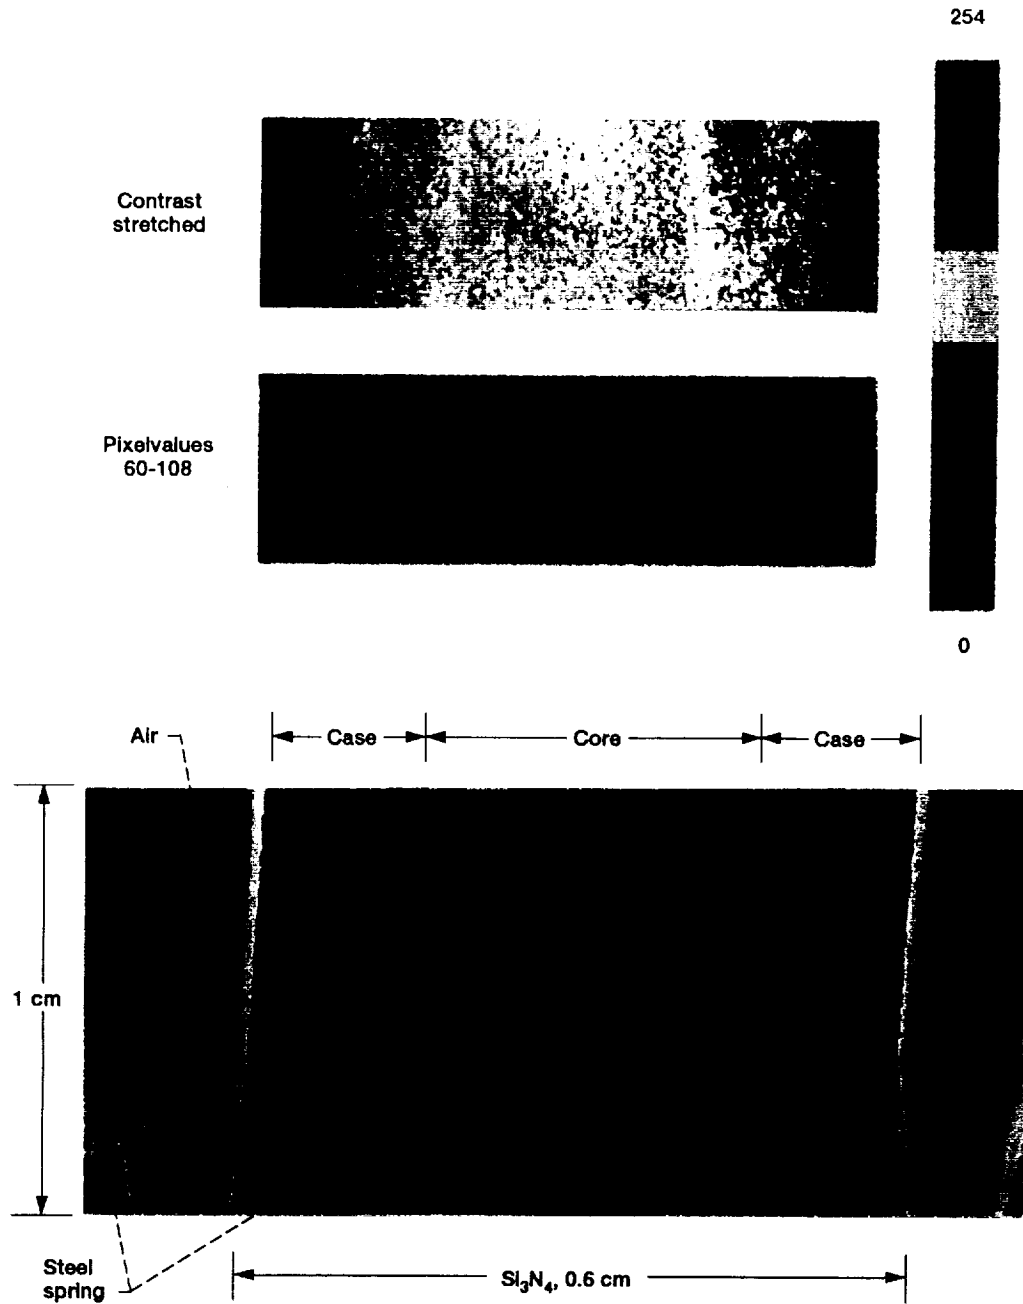 254
Contrast
stretched
Pixelvalues
60-108
0
Air
Case
Core
Case
1 cm
Steel
spring
Si₃N₄, 0.6 cm